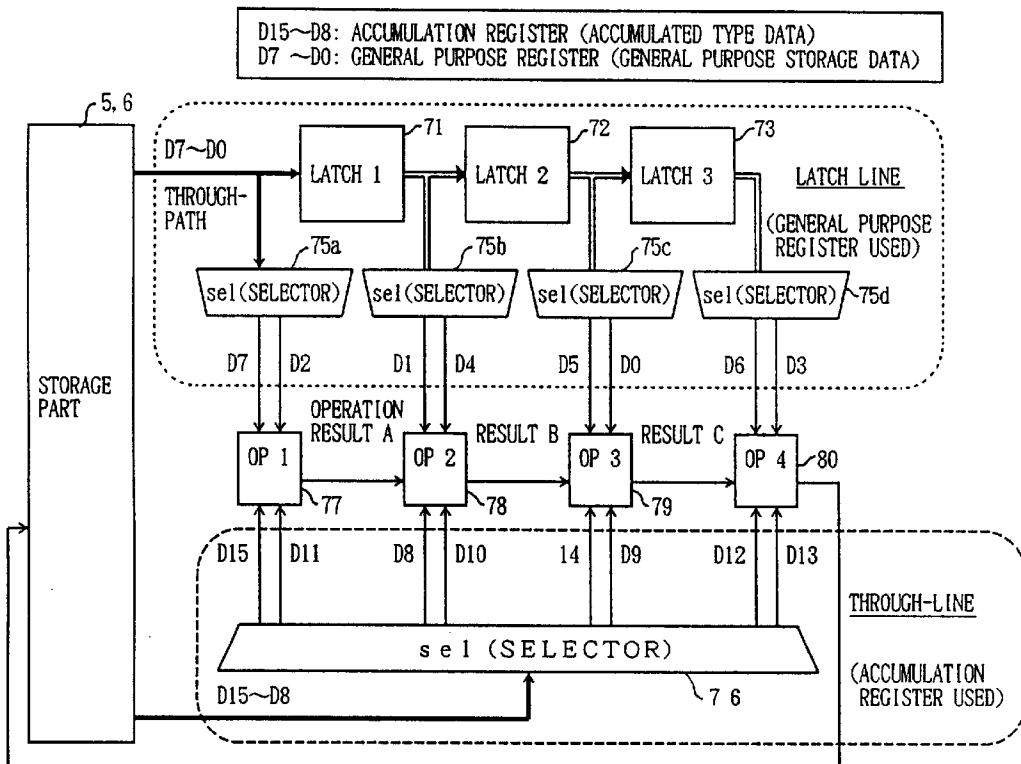 D15~D8: ACCUMULATION REGISTER (ACCUMULATED TYPE DATA)
D7 ~D0: GENERAL PURPOSE REGISTER (GENERAL PURPOSE STORAGE DATA)
5, 6
71
72
73
D7~D0
LATCH 1
LATCH 2
LATCH 3
LATCH LINE
THROUGH-
PATH
(GENERAL PURPOSE
REGISTER USED)
75a
75b
75c
75d
sel(SELECTOR)
sel(SELECTOR)
sel(SELECTOR)
sel(SELECTOR)
D7
D2
D1
D4
D5
D0
D6
D3
STORAGE
PART
OPERATION
RESULT A
RESULT B
RESULT C
OP 1
OP 2
OP 3
OP 4
77
78
79
80
D15
D11
D8
D10
14
D9
D12
D13
THROUGH-LINE
sel (SELECTOR)
D15~D8
7 6
(ACCUMULATION
REGISTER USED)